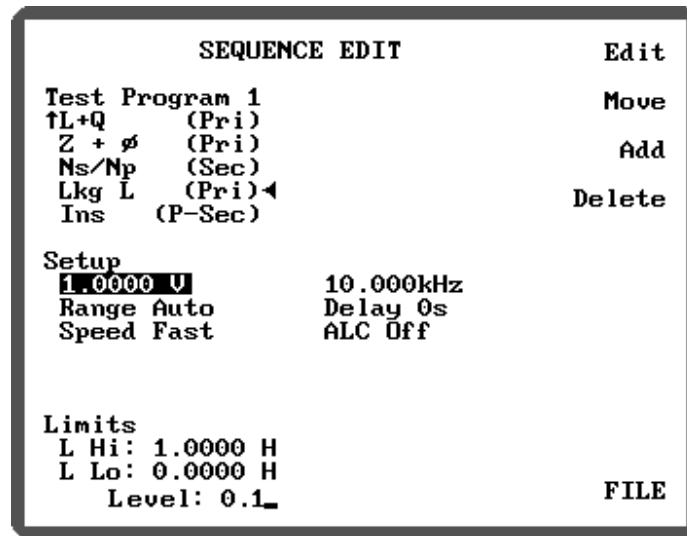 SEQUENCE EDIT
Edit
Test Program 1
Move
↑L+Q (Pri)
Z + ø (Pri)
Add
Ns/Np (Sec)
Lkg L (Pri)◄
Delete
Ins (P-Sec)
Setup
1.0000 V 10.000kHz
Range Auto Delay 0s
Speed Fast ALC Off
Limits
L Hi: 1.0000 H
L Lo: 0.0000 H
Level: 0.1_
FILE